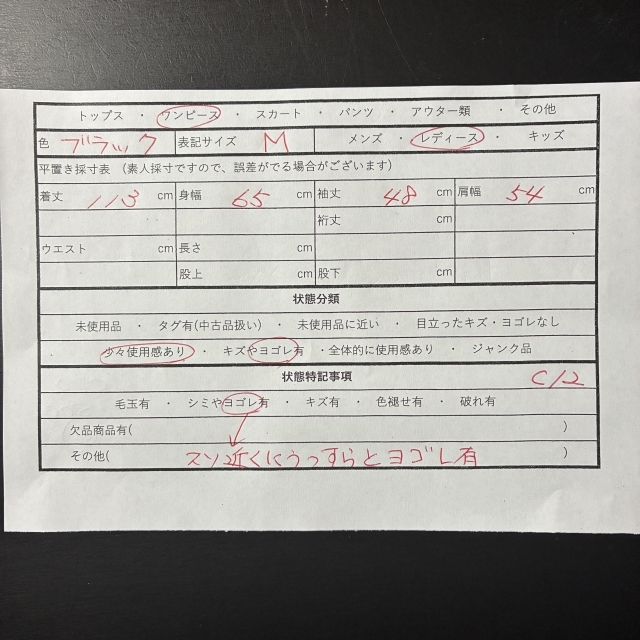 トップス ・ ワンピース ・ スカート ・ パンツ ・ アウター類 ・ その他
色 ブラック 表記サイズ M メンズ ・ レディース ・ キッズ
平置き採寸表 (素人採寸ですので、誤差がでる場合がございます)
着丈 113 cm 身幅 65 cm 袖丈 48 cm 肩幅 54 cm
裄丈 cm
ウエスト cm 長さ cm
股上 cm 股下 cm
状態分類
未使用品 ・ タグ有(中古品扱い) ・ 未使用品に近い ・ 目立ったキズ・ヨゴレなし
少々使用感あり ・ キズやヨゴレ有 ・全体的に使用感あり ・ ジャンク品
状態特記事項 C12
毛玉有 ・ シミやヨゴレ有 ・ キズ有 ・ 色褪せ有 ・ 破れ有
欠品商品有( )
その他( スソ近くにうっすらとヨゴレ有 )